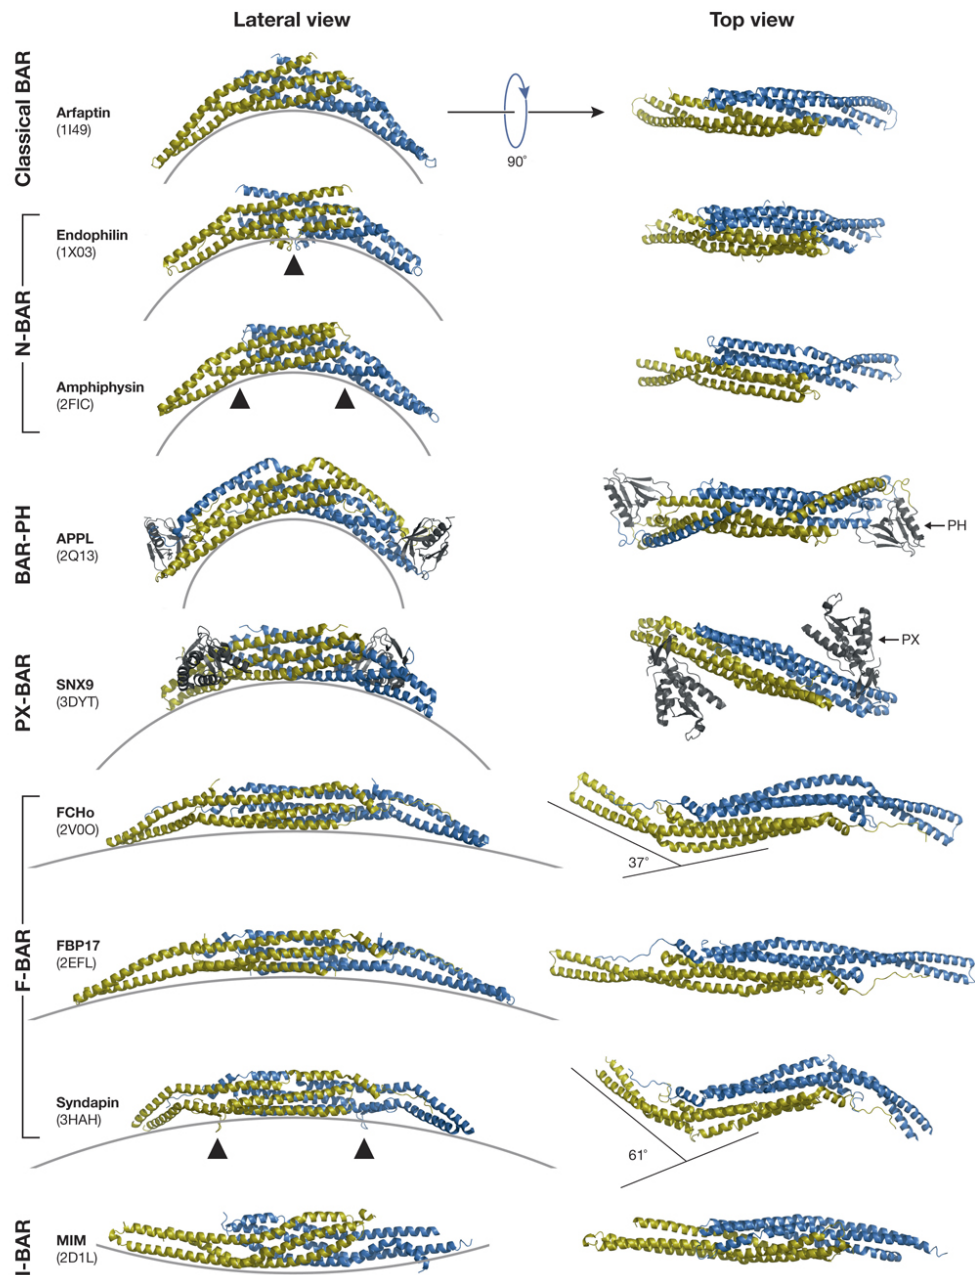 Lateral view
Top view
Classical BAR
Arfaptin
(1I49)
90°
N-BAR
Endophilin
(1X03)
Amphiphysin
(2FIC)
BAR-PH
APPL
(2Q13)
PH
PX-BAR
SNX9
(3DYT)
PX
F-BAR
FCHo
(2V0O)
37°
FBP17
(2EFL)
Syndapin
(3HAH)
61°
I-BAR
MIM
(2D1L)